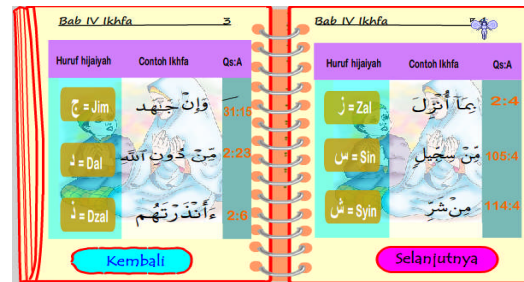 Bab IV Ikhfa 3
Huruf hijaiyah Contoh Ikhfa Qs:A
ج = Jim وَإِنْ جَٰهَد 31:15
د = Dal مِّنْ دُونِ اللَّه 2:23
ذ = Dzal ءَأَنْذَرْتَهُم 2:6
Kembali
Bab IV Ikhfa
Huruf hijaiyah Contoh Ikhfa Qs:A
ز = Zal بِمَا أُنْزِلَ 2:4
س = Sin مِّن سِجِّيلٍ 105:4
ش = Syin مِن شَرِّ 114:4
Selanjutnya